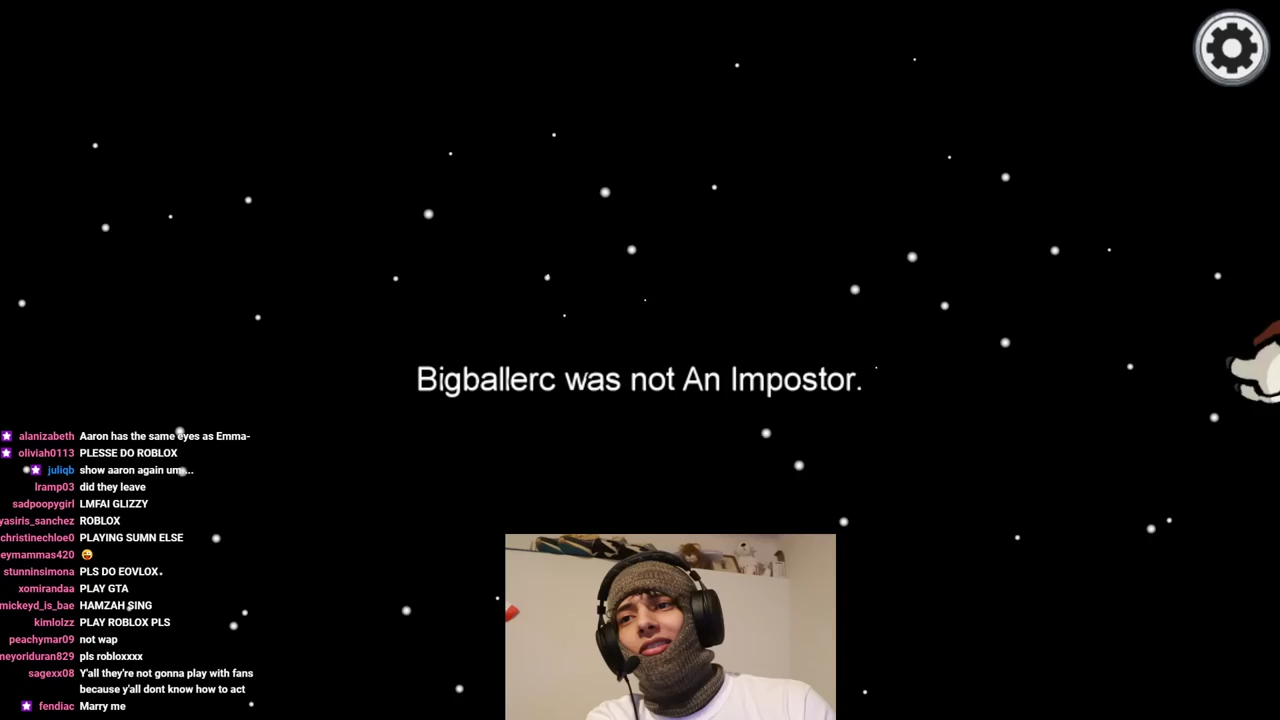 Bigballerc was not An Impostor.
alanizabeth Aaron has the same eyes as Emma-
oliviah0113 PLESSE DO ROBLOX
juliqb show aaron again um...
lramp03 did they leave
sadpoopygirl LMFAI GLIZZY
yasiris_sanchez ROBLOX
christinechloe0 PLAYING SUMN ELSE
eymammas420 😜
stunninsimona PLS DO EOVLOX
xomirandaa PLAY GTA
mickeyd_is_bae HAMZAH SING
kimlolzz PLAY ROBLOX PLS
peachymar09 not wap
neyoriduran829 pls robloxxxx
sagexx08 Y'all they're not gonna play with fans
because y'all dont know how to act
fendiac Marry me